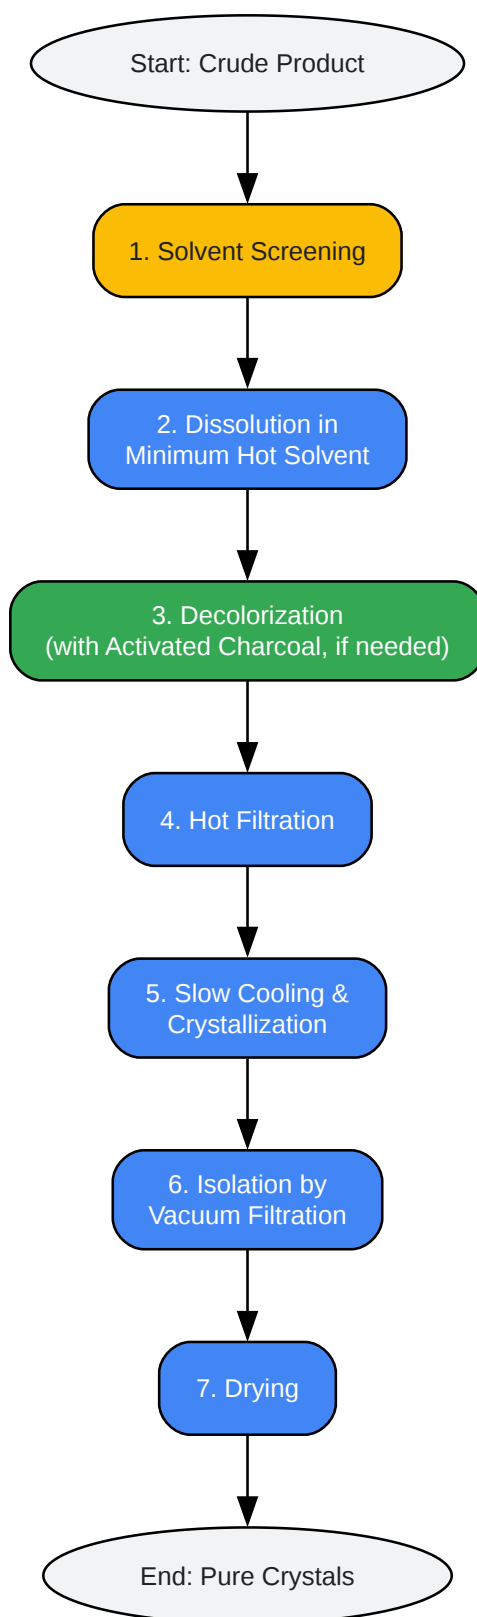 Start: Crude Product
1. Solvent Screening
2. Dissolution in
Minimum Hot Solvent
3. Decolorization
(with Activated Charcoal, if needed)
4. Hot Filtration
5. Slow Cooling &
Crystallization
6. Isolation by
Vacuum Filtration
7. Drying
End: Pure Crystals